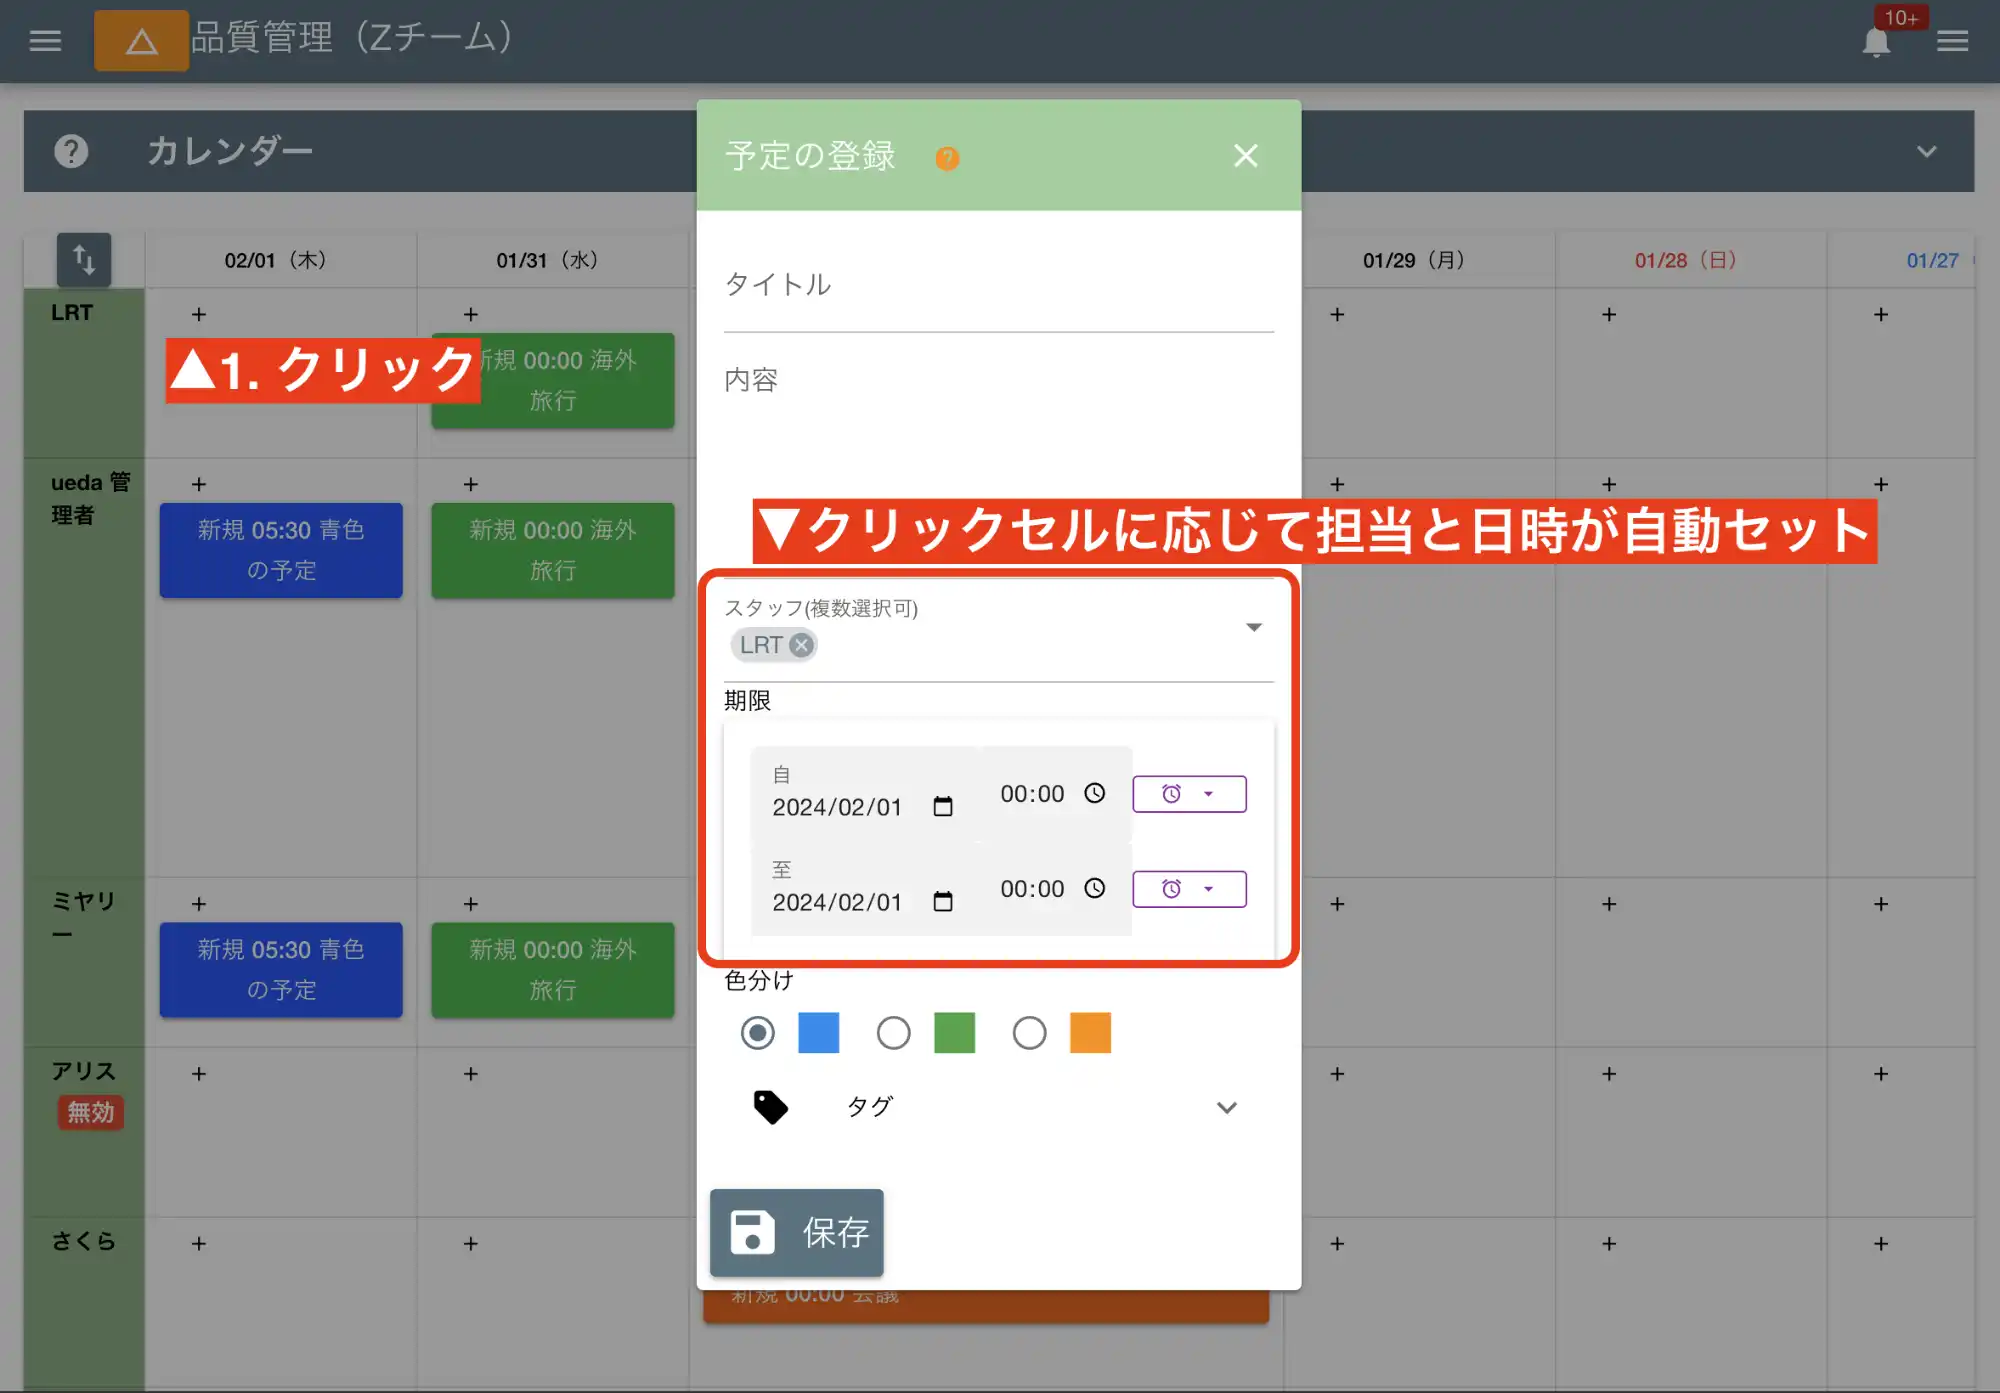 品質管理（Zチーム）
10+
カレンダー
予定の登録
02/01（木）
01/31（水）
01/29（月）
01/28（日）
01/27
タイトル
内容
LRT
+
+
+
+
+
▲1. クリック
新規 00:00 海外
旅行
ueda 管
理者
+
+
+
+
+
新規 05:30 青色
の予定
新規 00:00 海外
旅行
▼クリックセルに応じて担当と日時が自動セット
スタッフ(複数選択可)
LRT
期限
自
2024/02/01
00:00
至
2024/02/01
00:00
色分け
タグ
保存
ミヤリ
ー
+
+
+
+
+
新規 05:30 青色
の予定
新規 00:00 海外
旅行
アリス
無効
+
+
+
+
+
さくら
+
+
+
+
+
新規 00:00 会議